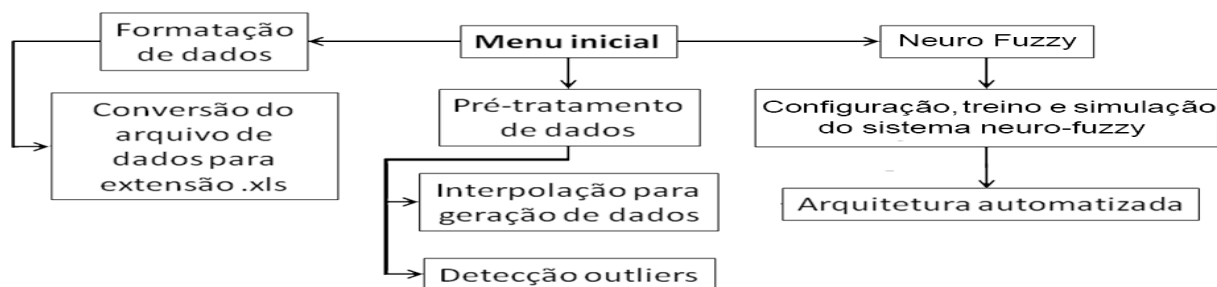 Formatação
de dados
Menu inicial
Neuro Fuzzy
Conversão do
arquivo de
dados para
extensão .xls
Pré-tratamento
de dados
Configuração, treino e simulação
do sistema neuro-fuzzy
Interpolação para
geração de dados
Arquitetura automatizada
Detecção outliers